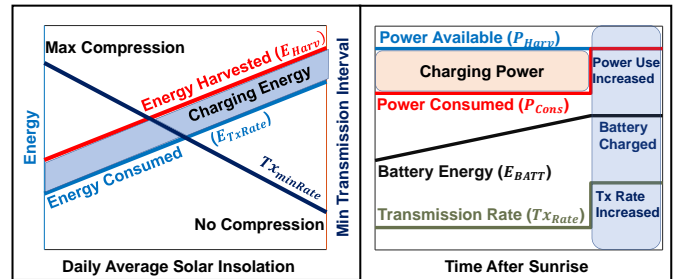 Max Compression
Energy Harvested (E_Harv)
Charging Energy
Energy Consumed (E_TxRate)
Tx_minRate
No Compression
Energy
Min Transmission Interval
Daily Average Solar Insolation
Power Available (P_Harv)
Charging Power
Power Use
Increased
Power Consumed (P_Cons)
Battery
Charged
Battery Energy (E_BATT)
Tx Rate
Increased
Transmission Rate (Tx_Rate)
Time After Sunrise